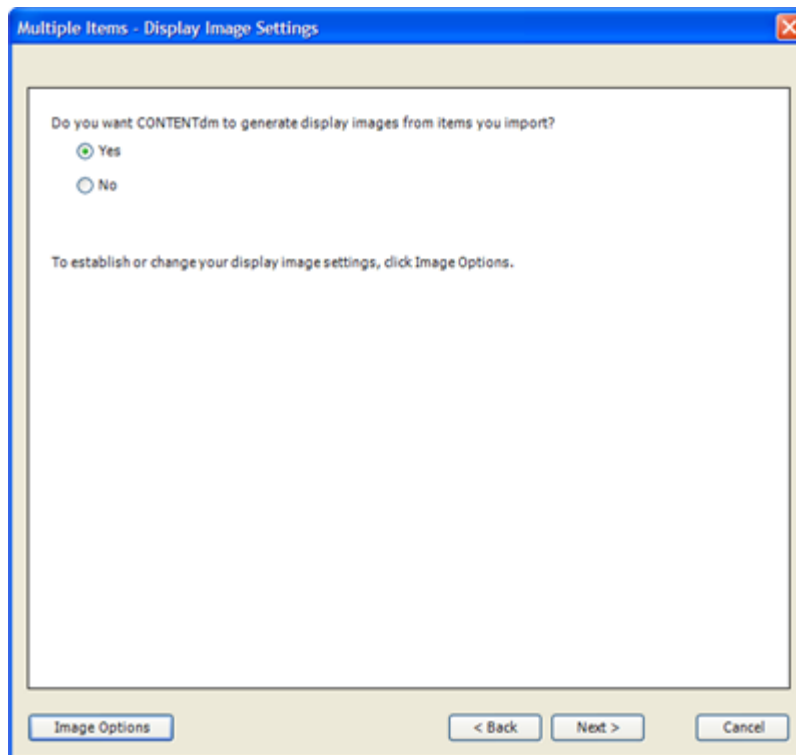 Multiple Items - Display Image Settings
Do you want CONTENTdm to generate display images from items you import?
Yes
No
To establish or change your display image settings, click Image Options.
Image Options
< Back
Next >
Cancel